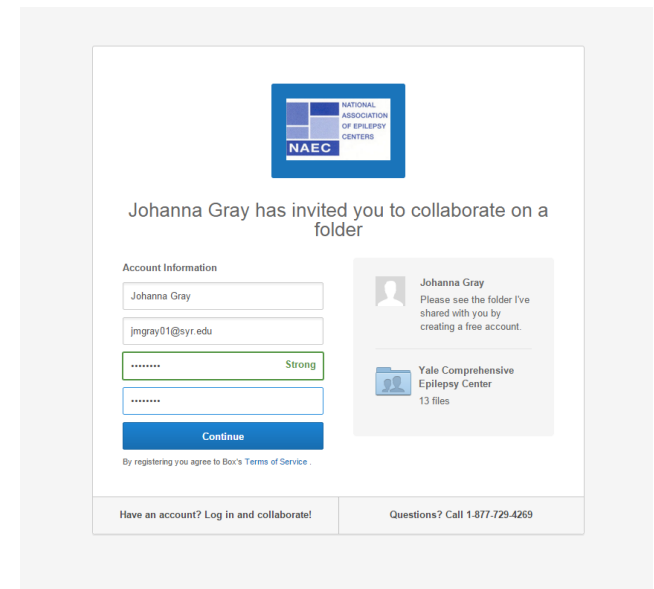 NATIONAL
ASSOCIATION
OF EPILEPSY
CENTERS
NAEC
Johanna Gray has invited you to collaborate on a
folder
Account Information
Johanna Gray
jmgray01@syr.edu
•••••••• Strong
••••••••
Continue
By registering you agree to Box's Terms of Service .
Johanna Gray
Please see the folder I've
shared with you by
creating a free account.
Yale Comprehensive
Epilepsy Center
13 files
Have an account? Log in and collaborate!
Questions? Call 1-877-729-4269